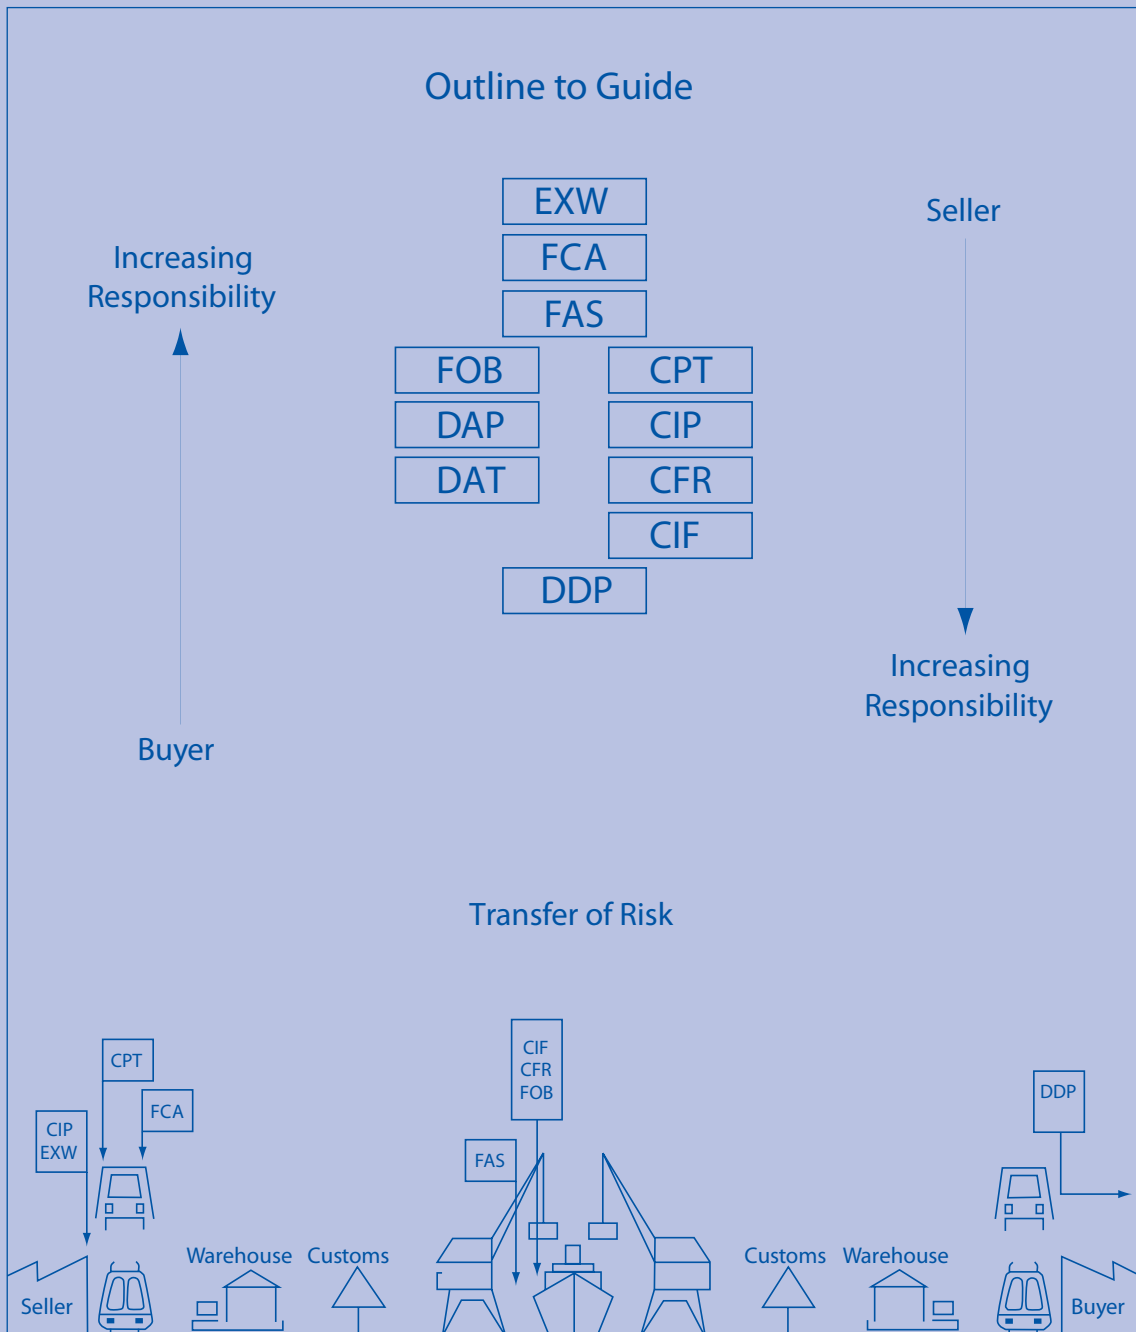 Outline to Guide
EXW
Seller
FCA
Increasing
Responsibility
FAS
FOB
CPT
DAP
CIP
DAT
CFR
CIF
DDP
Increasing
Responsibility
Buyer
Transfer of Risk
CPT
FCA
CIP
EXW
CIF
CFR
FOB
FAS
DDP
Warehouse
Customs
Customs
Warehouse
Seller
Buyer